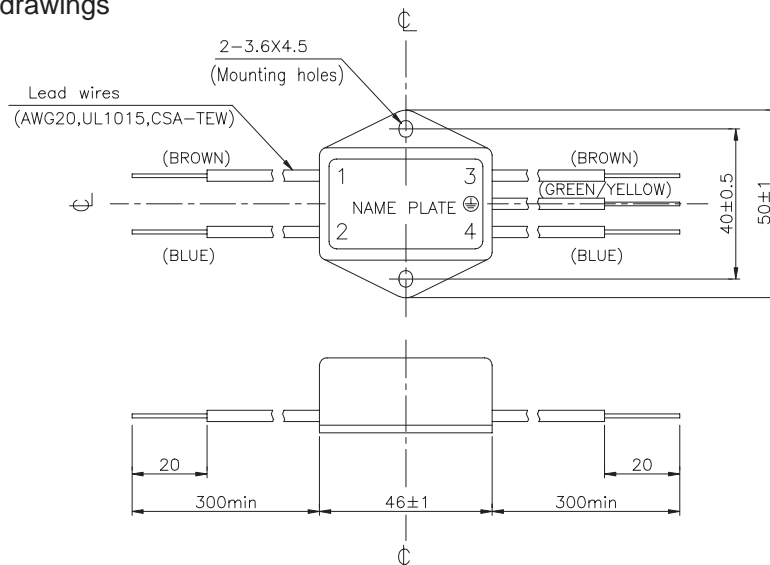 drawings
2-3.6X4.5
(Mounting holes)
Lead wires
(AWG20,UL1015,CSA-TEW)
(BROWN)
(BROWN)
1
3
(GREEN/YELLOW)
NAME PLATE
2
4
(BLUE)
(BLUE)
40±0.5
50±1
20
20
300min
46±1
300min